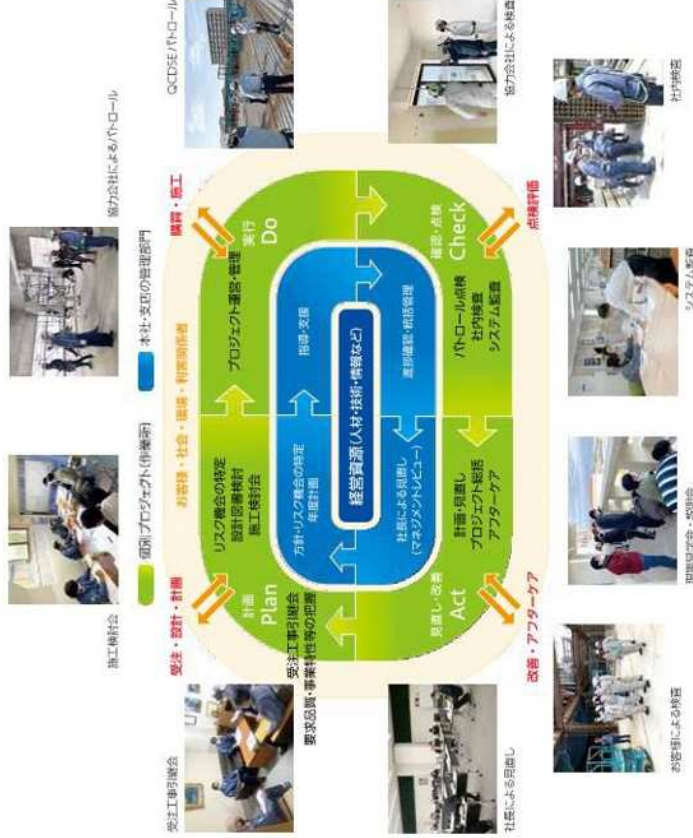 施工検討会
協力会社によるパトロール
個別プロジェクト(作業所)
本社・支店の管理部門
受注工事引継会
受注・設計・計画
お客様・社会・環境・利害関係者
購買・施工
QCDSEパトロール
計画
Plan
リスク機会の特定
設計図書検討
施工検討会
プロジェクト運営・管理
実行
Do
受注工事引継会
要求品質・事業特性等の把握
方針・リスク機会の特定
年度計画
指導・支援
経営資源(人材・技術・情報など)
社長による見直し
(マネジメントレビュー)
進捗確認・統括管理
社長による見直し
見直し・改善
Act
計画・見直し
プロジェクト総括
アフターケア
パトロール点検
社内検査
システム監査
確認・点検
Check
協力会社による検査
改善・アフターケア
点検評価
お客様による検査
現場見学会・説明会
システム監査
社内検査